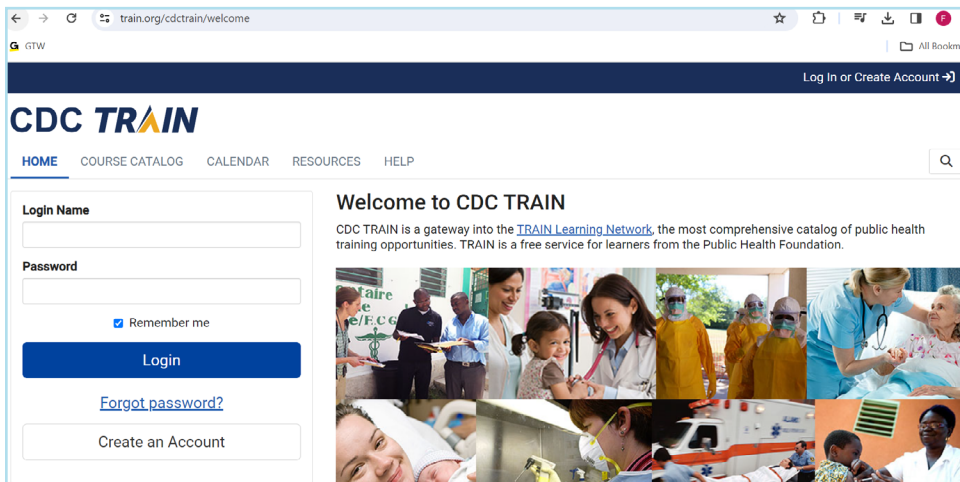 train.org/cdctrain/welcome
F
G GTW
All Bookm
Log In or Create Account
CDC TRAIN
HOME COURSE CATALOG CALENDAR RESOURCES HELP
Login Name
Password
Remember me
Login
Forgot password?
Create an Account
Welcome to CDC TRAIN
CDC TRAIN is a gateway into the TRAIN Learning Network, the most comprehensive catalog of public health
training opportunities. TRAIN is a free service for learners from the Public Health Foundation.